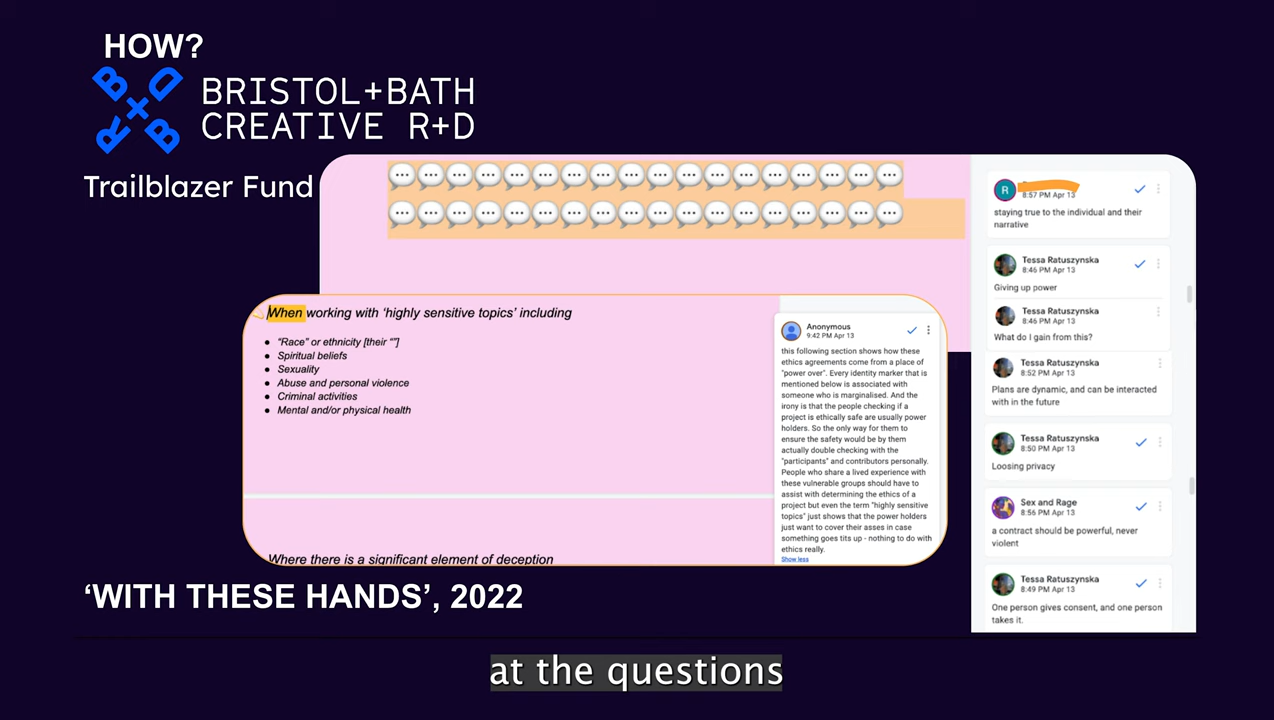 HOW?
BRISTOL+BATH
CREATIVE R+D
Trailblazer Fund
R
8:57 PM Apr 13
staying true to the individual and their
narrative
Tessa Ratuszynska
8:46 PM Apr 13
Giving up power
Tessa Ratuszynska
8:46 PM Apr 13
What do I gain from this?
Tessa Ratuszynska
8:52 PM Apr 13
Plans are dynamic, and can be interacted
with in the future
Tessa Ratuszynska
8:50 PM Apr 13
Loosing privacy
Sex and Rage
8:56 PM Apr 13
a contract should be powerful, never
violent
Tessa Ratuszynska
8:49 PM Apr 13
One person gives consent, and one person
takes it.
When working with ‘highly sensitive topics’ including
“Race” or ethnicity [their “”]
Spiritual beliefs
Sexuality
Abuse and personal violence
Criminal activities
Mental and/or physical health
Where there is a significant element of deception
Anonymous
9:42 PM Apr 13
this following section shows how these
ethics agreements come from a place of
"power over". Every identity marker that is
mentioned below is associated with
someone who is marginalised. And the
irony is that the people checking if a
project is ethically safe are usually power
holders. So the only way for them to
ensure the safety would be by them
actually double checking with the
"participants" and contributors personally.
People who share a lived experience with
these vulnerable groups should have to
assist with determining the ethics of a
project but even the term "highly sensitive
topics" just shows that the power holders
just want to cover their asses in case
something goes tits up - nothing to do with
ethics really.
Show less
‘WITH THESE HANDS’, 2022
at the questions